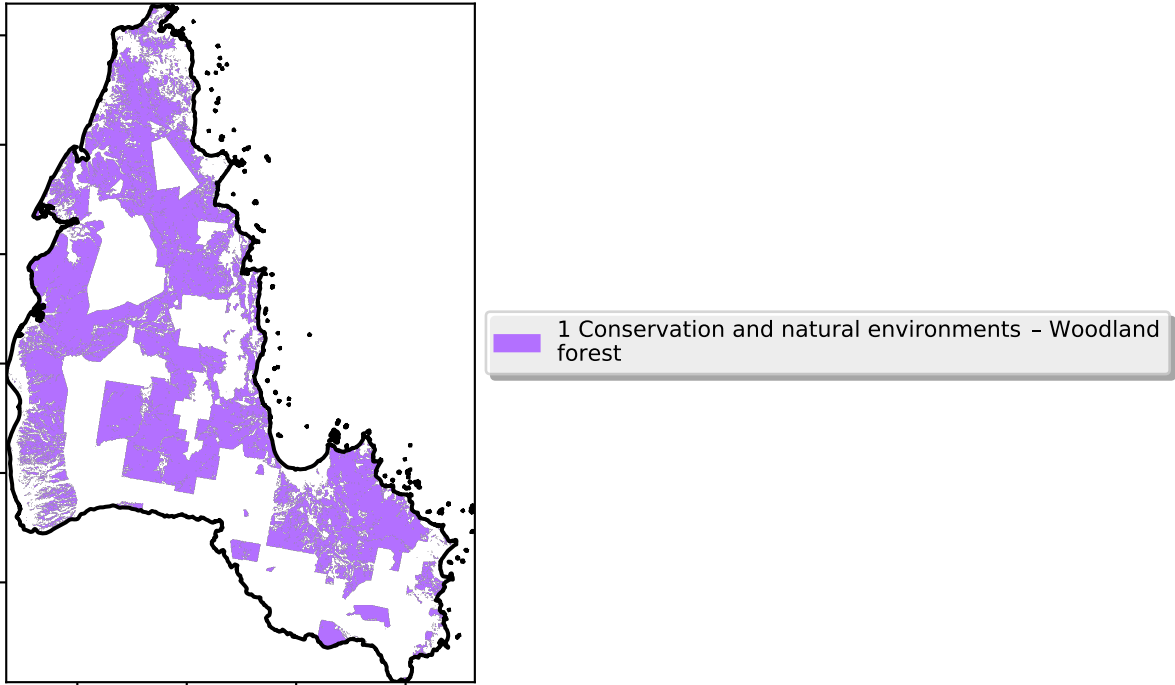 1 Conservation and natural environments – Woodland
forest